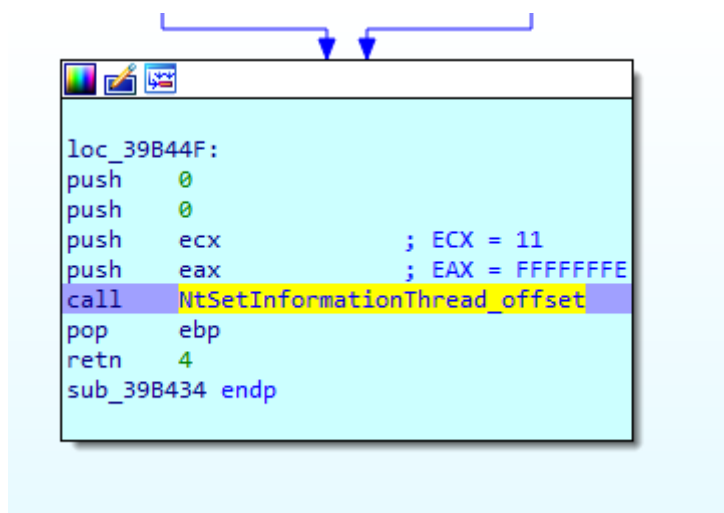 loc_39B44F:
push 0
push 0
push ecx ; ECX = 11
push eax ; EAX = FFFFFFFE
call NtSetInformationThread_offset
pop ebp
retn 4
sub_39B434 endp